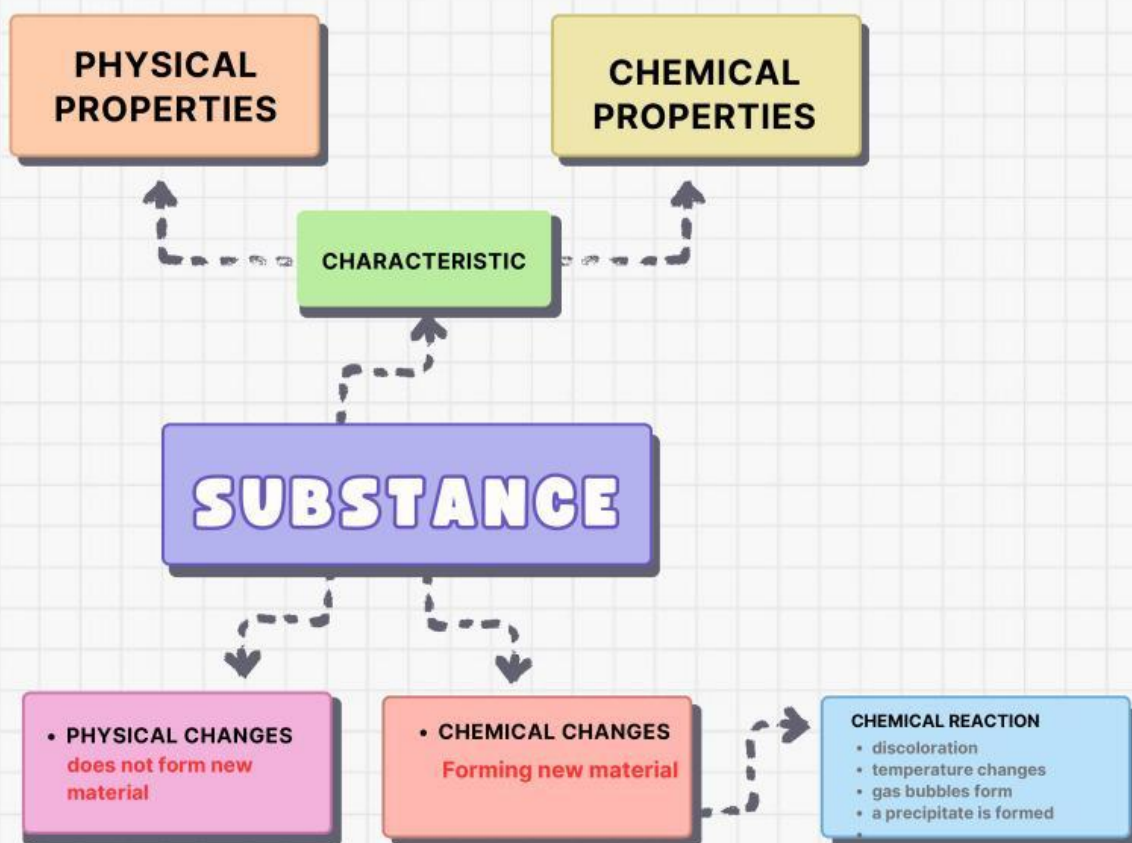 PHYSICAL
PROPERTIES
CHEMICAL
PROPERTIES
CHARACTERISTIC
SUBSTANCE
• PHYSICAL CHANGES
does not form new
material
• CHEMICAL CHANGES
Forming new material
CHEMICAL REACTION
• discoloration
• temperature changes
• gas bubbles form
• a precipitate is formed